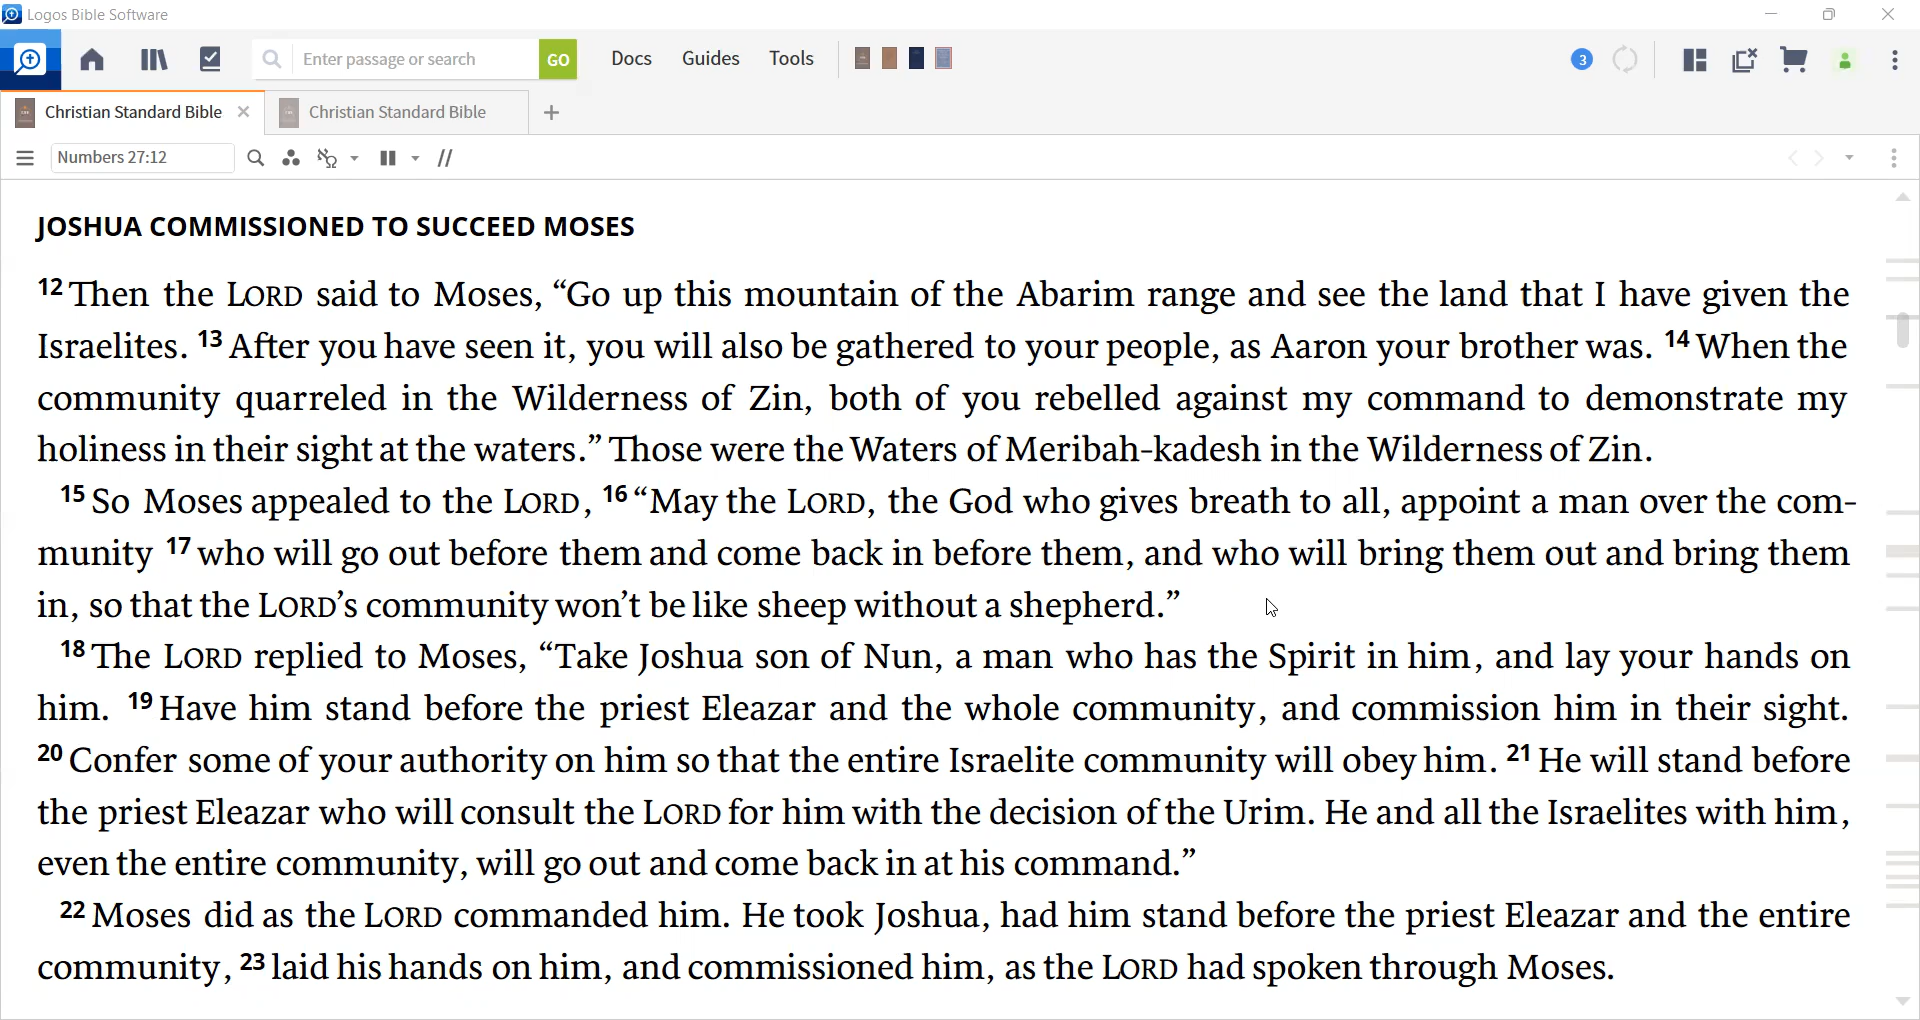 Logos Bible Software
Enter passage or search GO Docs Guides Tools 3
Christian Standard Bible Christian Standard Bible
Numbers 27:12
JOSHUA COMMISSIONED TO SUCCEED MOSES
12 Then the LORD said to Moses, “Go up this mountain of the Abarim range and see the land that I have given the
Israelites. 13 After you have seen it, you will also be gathered to your people, as Aaron your brother was. 14 When the
community quarreled in the Wilderness of Zin, both of you rebelled against my command to demonstrate my
holiness in their sight at the waters.” Those were the Waters of Meribah-kadesh in the Wilderness of Zin.
15 So Moses appealed to the LORD, 16 “May the LORD, the God who gives breath to all, appoint a man over the com-
munity 17 who will go out before them and come back in before them, and who will bring them out and bring them
in, so that the LORD’s community won’t be like sheep without a shepherd.”
18 The LORD replied to Moses, “Take Joshua son of Nun, a man who has the Spirit in him, and lay your hands on
him. 19 Have him stand before the priest Eleazar and the whole community, and commission him in their sight.
20 Confer some of your authority on him so that the entire Israelite community will obey him. 21 He will stand before
the priest Eleazar who will consult the LORD for him with the decision of the Urim. He and all the Israelites with him,
even the entire community, will go out and come back in at his command.”
22 Moses did as the LORD commanded him. He took Joshua, had him stand before the priest Eleazar and the entire
community, 23 laid his hands on him, and commissioned him, as the LORD had spoken through Moses.